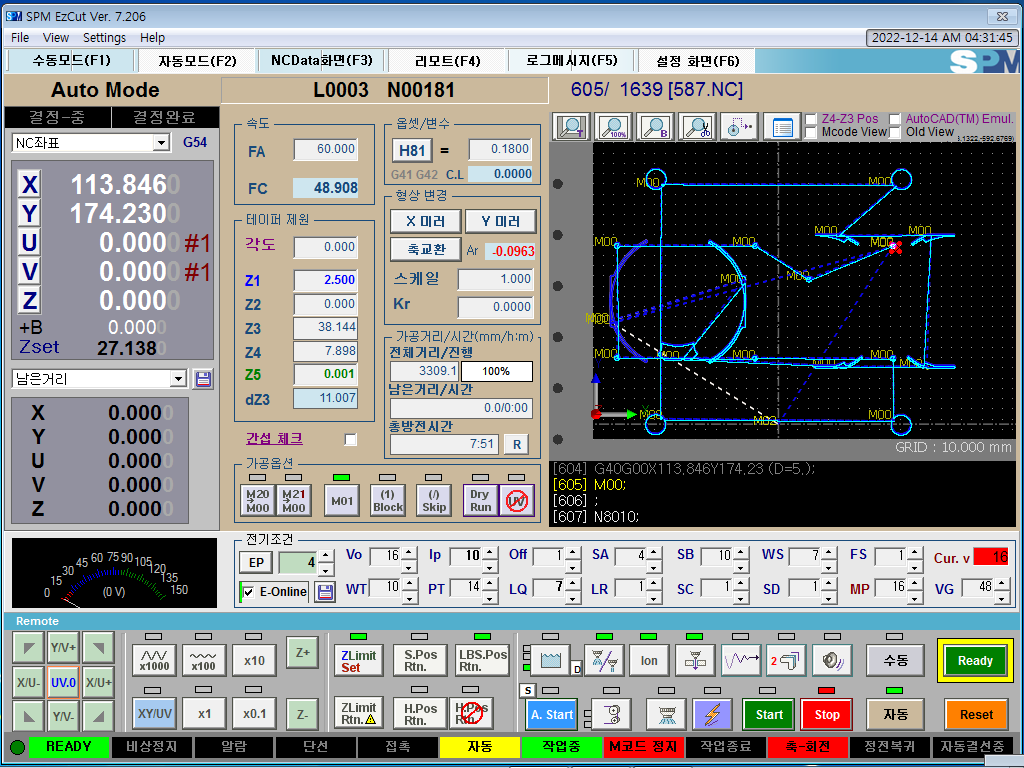 SPM EzCut Ver. 7.206
File View Settings Help
2022-12-14 AM 04:31:45
수동모드(F1) 자동모드(F2) NCData화면(F3) 리모트(F4) 로그메시지(F5) 설정 화면(F6) SPM
Auto Mode L0003 N00181 605/ 1639 [587.NC]
결정-중 결정완료
NC좌표 G54
X 113.8460
Y 174.2300
U 0.0000 #1
V 0.0000 #1
Z 0.0000
+B 0.0000
Zset 27.1380
남은거리
X 0.0000
Y 0.0000
U 0.0000
V 0.0000
Z 0.0000
속도
FA 60.000
FC 48.908
테이퍼 제원
각도 0.000
Z1 2.500
Z2 0.000
Z3 38.144
Z4 7.898
Z5 0.001
dZ3 11.007
간섭 체크
옵셋/변수
H81 = 0.1800
G41 G42 C.L 0.0000
형상 변경
X 미러 Y 미러
축교환 Ar -0.0963
스케일 1.000
Kr 0.0000
가공거리/시간(mm/h:m)
전체거리/진행
3309.1 100%
남은거리/시간
0.0/0:00
총방전시간
7:51 R
가공옵션
M20 M00 M21 M00 M01 (1) Block (/) Skip Dry Run UV
Z4-Z3 Pos AutoCAD(TM) Emul.
Mcode View Old View
T 100% B
M00 M00
M00 M00 M00
M00 M00 M00
M00
M00 M00 M00 M00 M00
M00 M02 M00
GRID : 10.000 mm
[604] G40G00X113,846Y174,23 (D=5,);
[605] M00;
[606] ;
[607] N8010;
0 15 30 45 60 75 90 105 120 135 150
(0 V)
전기조건
EP 4 Vo 16 Ip 10 Off 1 SA 4 SB 10 WS 7 FS 1 Cur. v 16
E-Online WT 10 PT 14 LQ 7 LR 1 SC 1 SD 1 MP 16 VG 48
Remote
Y/V+ x1000 x100 x10 Z+ ZLimit Set S.Pos Rtn. LBS.Pos Rtn. D Ion 2 수동 Ready
X/U- UV.0 X/U+
Y/V- XY/UV x1 x0.1 Z- ZLimit Rtn. H.Pos Rtn. H.Pos Rtn. S A. Start Start Stop 자동 Reset
READY 비상정지 알람 단선 접촉 자동 작업중 M코드 정지 작업종료 축-회전 정전복귀 자동결선중